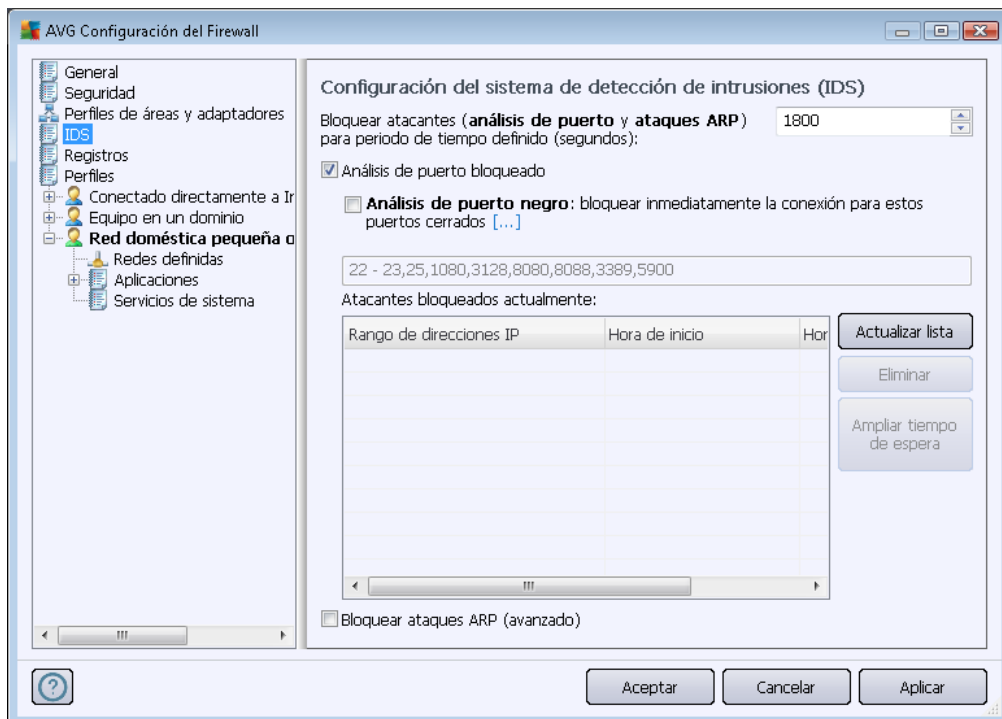 AVG Configuración del Firewall
General
Seguridad
Perfiles de áreas y adaptadores
IDS
Registros
Perfiles
Conectado directamente a Ir
Equipo en un dominio
Red doméstica pequeña o
Redes definidas
Aplicaciones
Servicios de sistema
Configuración del sistema de detección de intrusiones (IDS)
Bloquear atacantes (análisis de puerto y ataques ARP) 1800
para periodo de tiempo definido (segundos):
Análisis de puerto bloqueado
Análisis de puerto negro: bloquear inmediatamente la conexión para estos
puertos cerrados [...]
22 - 23,25,1080,3128,8080,8088,3389,5900
Atacantes bloqueados actualmente:
Rango de direcciones IP Hora de inicio Hor
Actualizar lista
Eliminar
Ampliar tiempo
de espera
Bloquear ataques ARP (avanzado)
? Aceptar Cancelar Aplicar